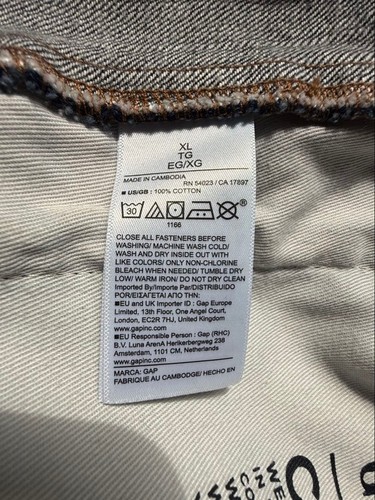 XL
TG
EG/XG
MADE IN CAMBODIA
RN 54023 / CA 17897
■ US/GB : 100% COTTON
30
®
1166
CLOSE ALL FASTENERS BEFORE
WASHING/ MACHINE WASH COLD/
WASH AND DRY INSIDE OUT WITH
LIKE COLORS/ ONLY NON-CHLORINE
BLEACH WHEN NEEDED/ TUMBLE DRY
LOW/ WARM IRON/ DO NOT DRY CLEAN
Imported By/Importe Par/DISTRIBUIDO
POR/ΕΙΣΑΓΕΤΑΙ ΑΠΟ ΤΗΝ:
■EU and UK Importer ID : Gap Europe
Limited, 13th Floor, One Angel Court,
London, EC2R 7HJ, United Kingdom
www.gapinc.com
■EU Responsible Person : Gap (RHC)
B.V. Luna ArenA Herikerbergweg 238
Amsterdam, 1101 CM, Netherlands
www.gapinc.com
MARCA: GAP
FABRIQUÉ AU CAMBODGE/ HECHO EN